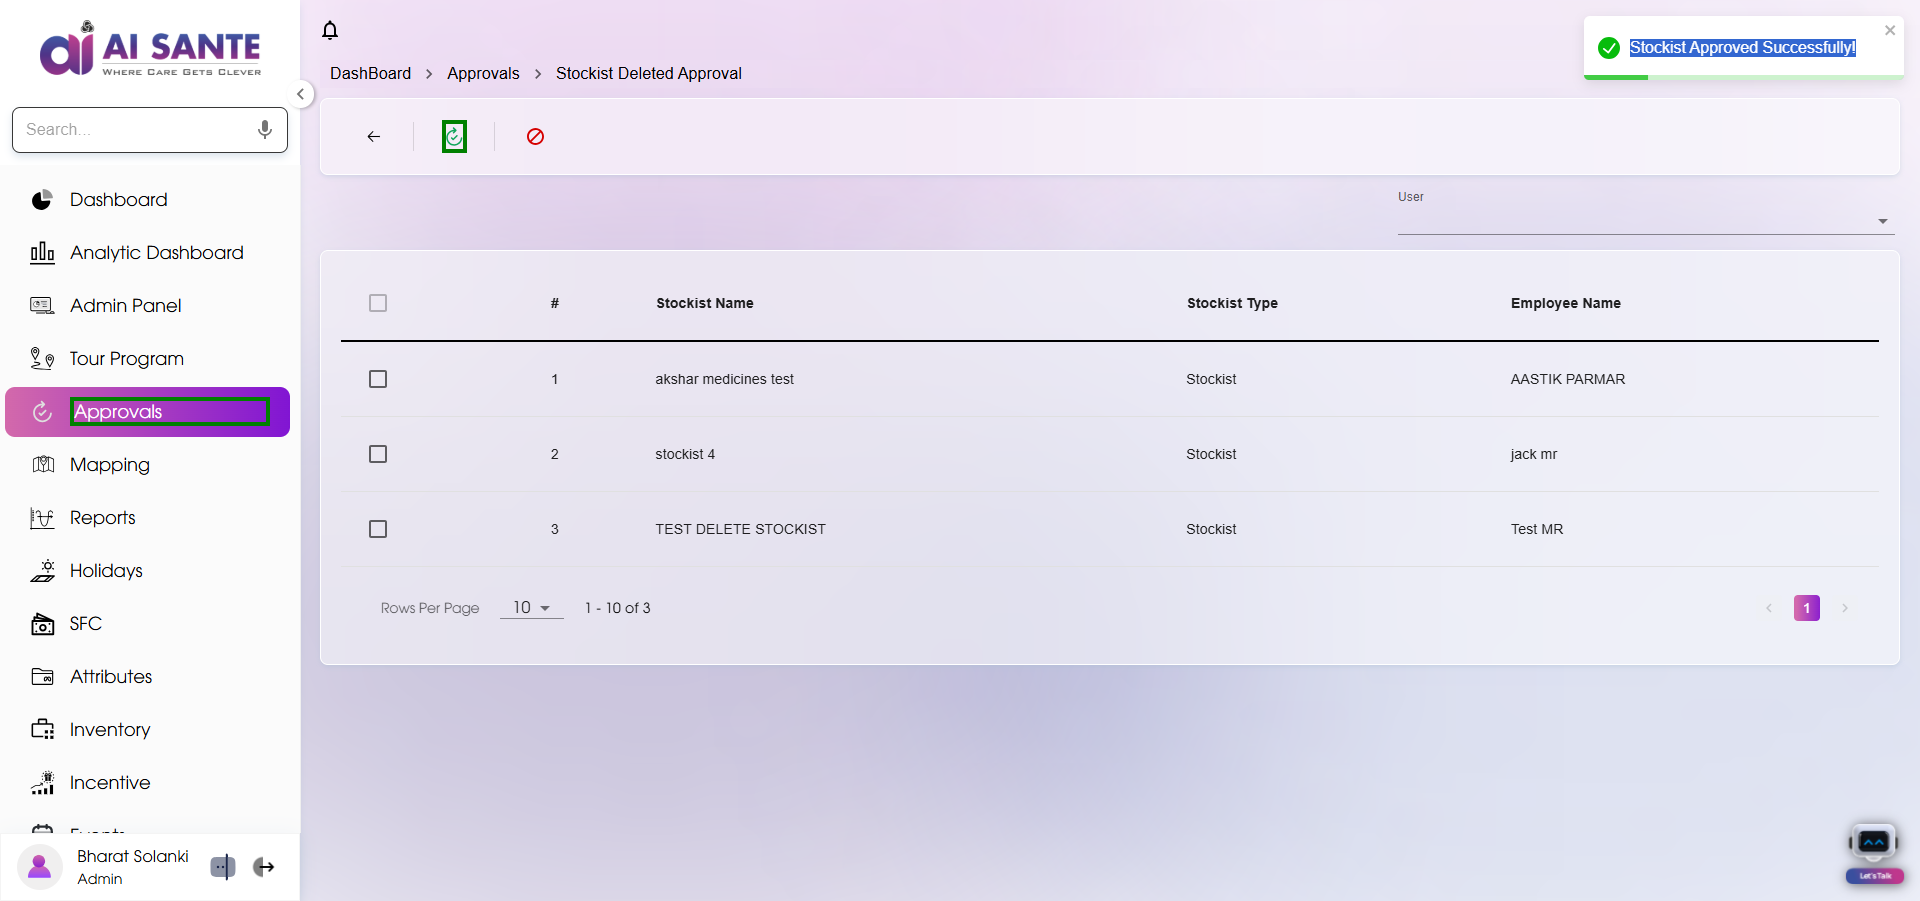 AI SANTE
WHERE CARE GETS CLEVER
Search...
Dashboard
Analytic Dashboard
Admin Panel
Tour Program
Approvals
Mapping
Reports
Holidays
SFC
Attributes
Inventory
Incentive
Events
Bharat Solanki
Admin
DashBoard > Approvals > Stockist Deleted Approval
Stockist Approved Successfully!
User
# Stockist Name Stockist Type Employee Name
1 akshar medicines test Stockist AASTIK PARMAR
2 stockist 4 Stockist jack mr
3 TEST DELETE STOCKIST Stockist Test MR
Rows Per Page 10 1 - 10 of 3
1
Let's Talk